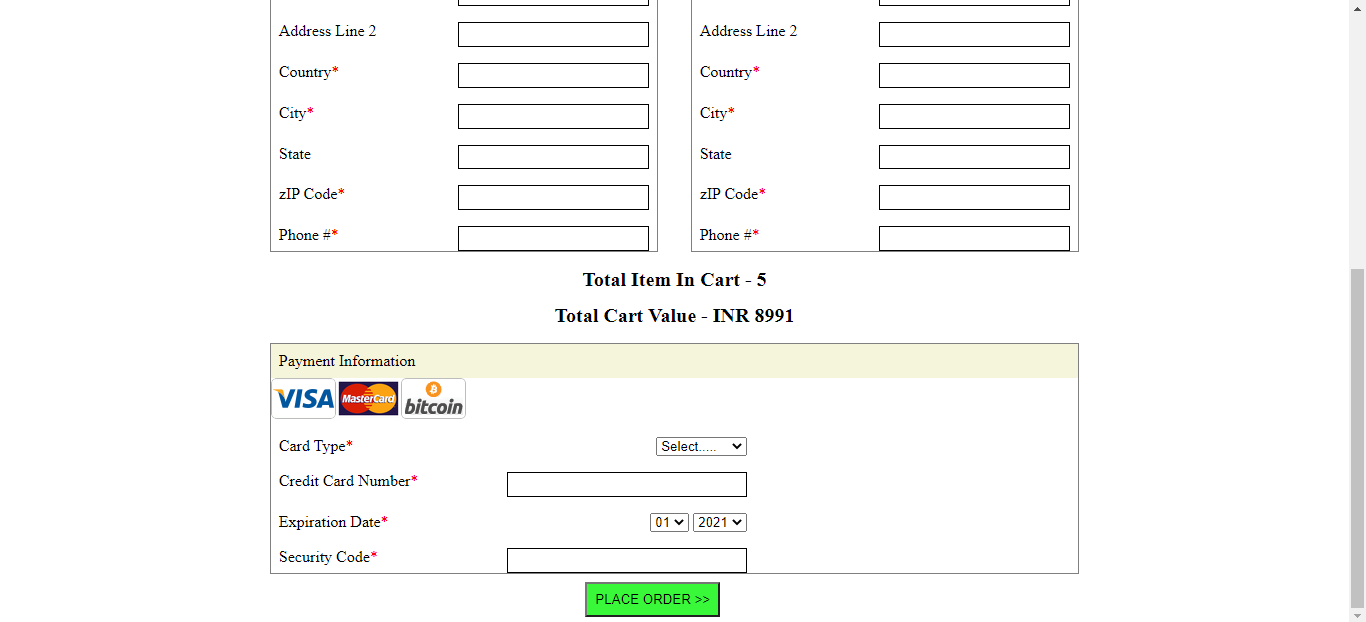 Address Line 2 Address Line 2
Country* Country*
City* City*
State State
zIP Code* zIP Code*
Phone #* Phone #*
Total Item In Cart - 5
Total Cart Value - INR 8991
Payment Information
VISA MasterCard bitcoin
Card Type* Select.....
Credit Card Number*
Expiration Date* 01 2021
Security Code*
PLACE ORDER >>